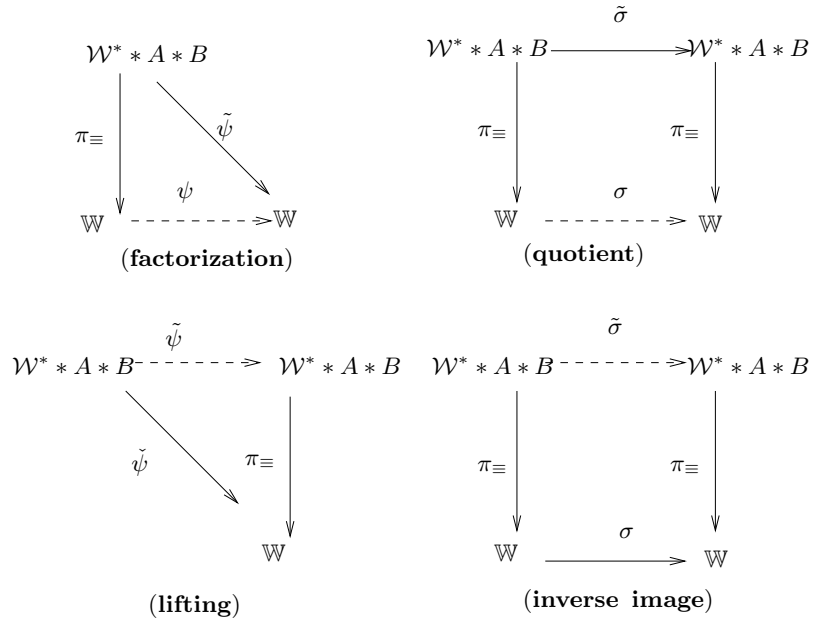 𝒲* ∗ A ∗ B
ψ̃
π≡
ψ
𝕎 𝕎
(factorization)
σ̃
𝒲* ∗ A ∗ B 𝒲* ∗ A ∗ B
π≡ π≡
σ
𝕎 𝕎
(quotient)
ψ̃
𝒲* ∗ A ∗ B 𝒲* ∗ A ∗ B
ψ̌ π≡
𝕎
(lifting)
σ̃
𝒲* ∗ A ∗ B 𝒲* ∗ A ∗ B
π≡ π≡
σ
𝕎 𝕎
(inverse image)